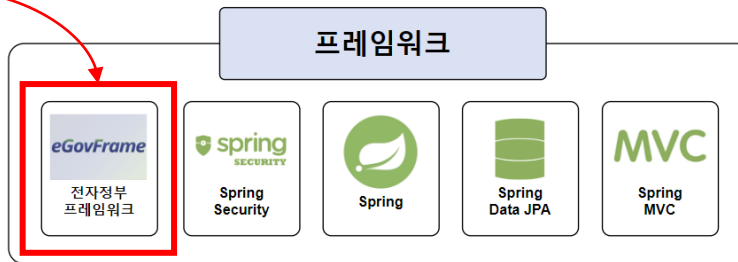 프레임워크
eGovFrame
전자정부
프레임워크
spring
SECURITY
Spring
Security
Spring
Spring
Data JPA
MVC
Spring
MVC